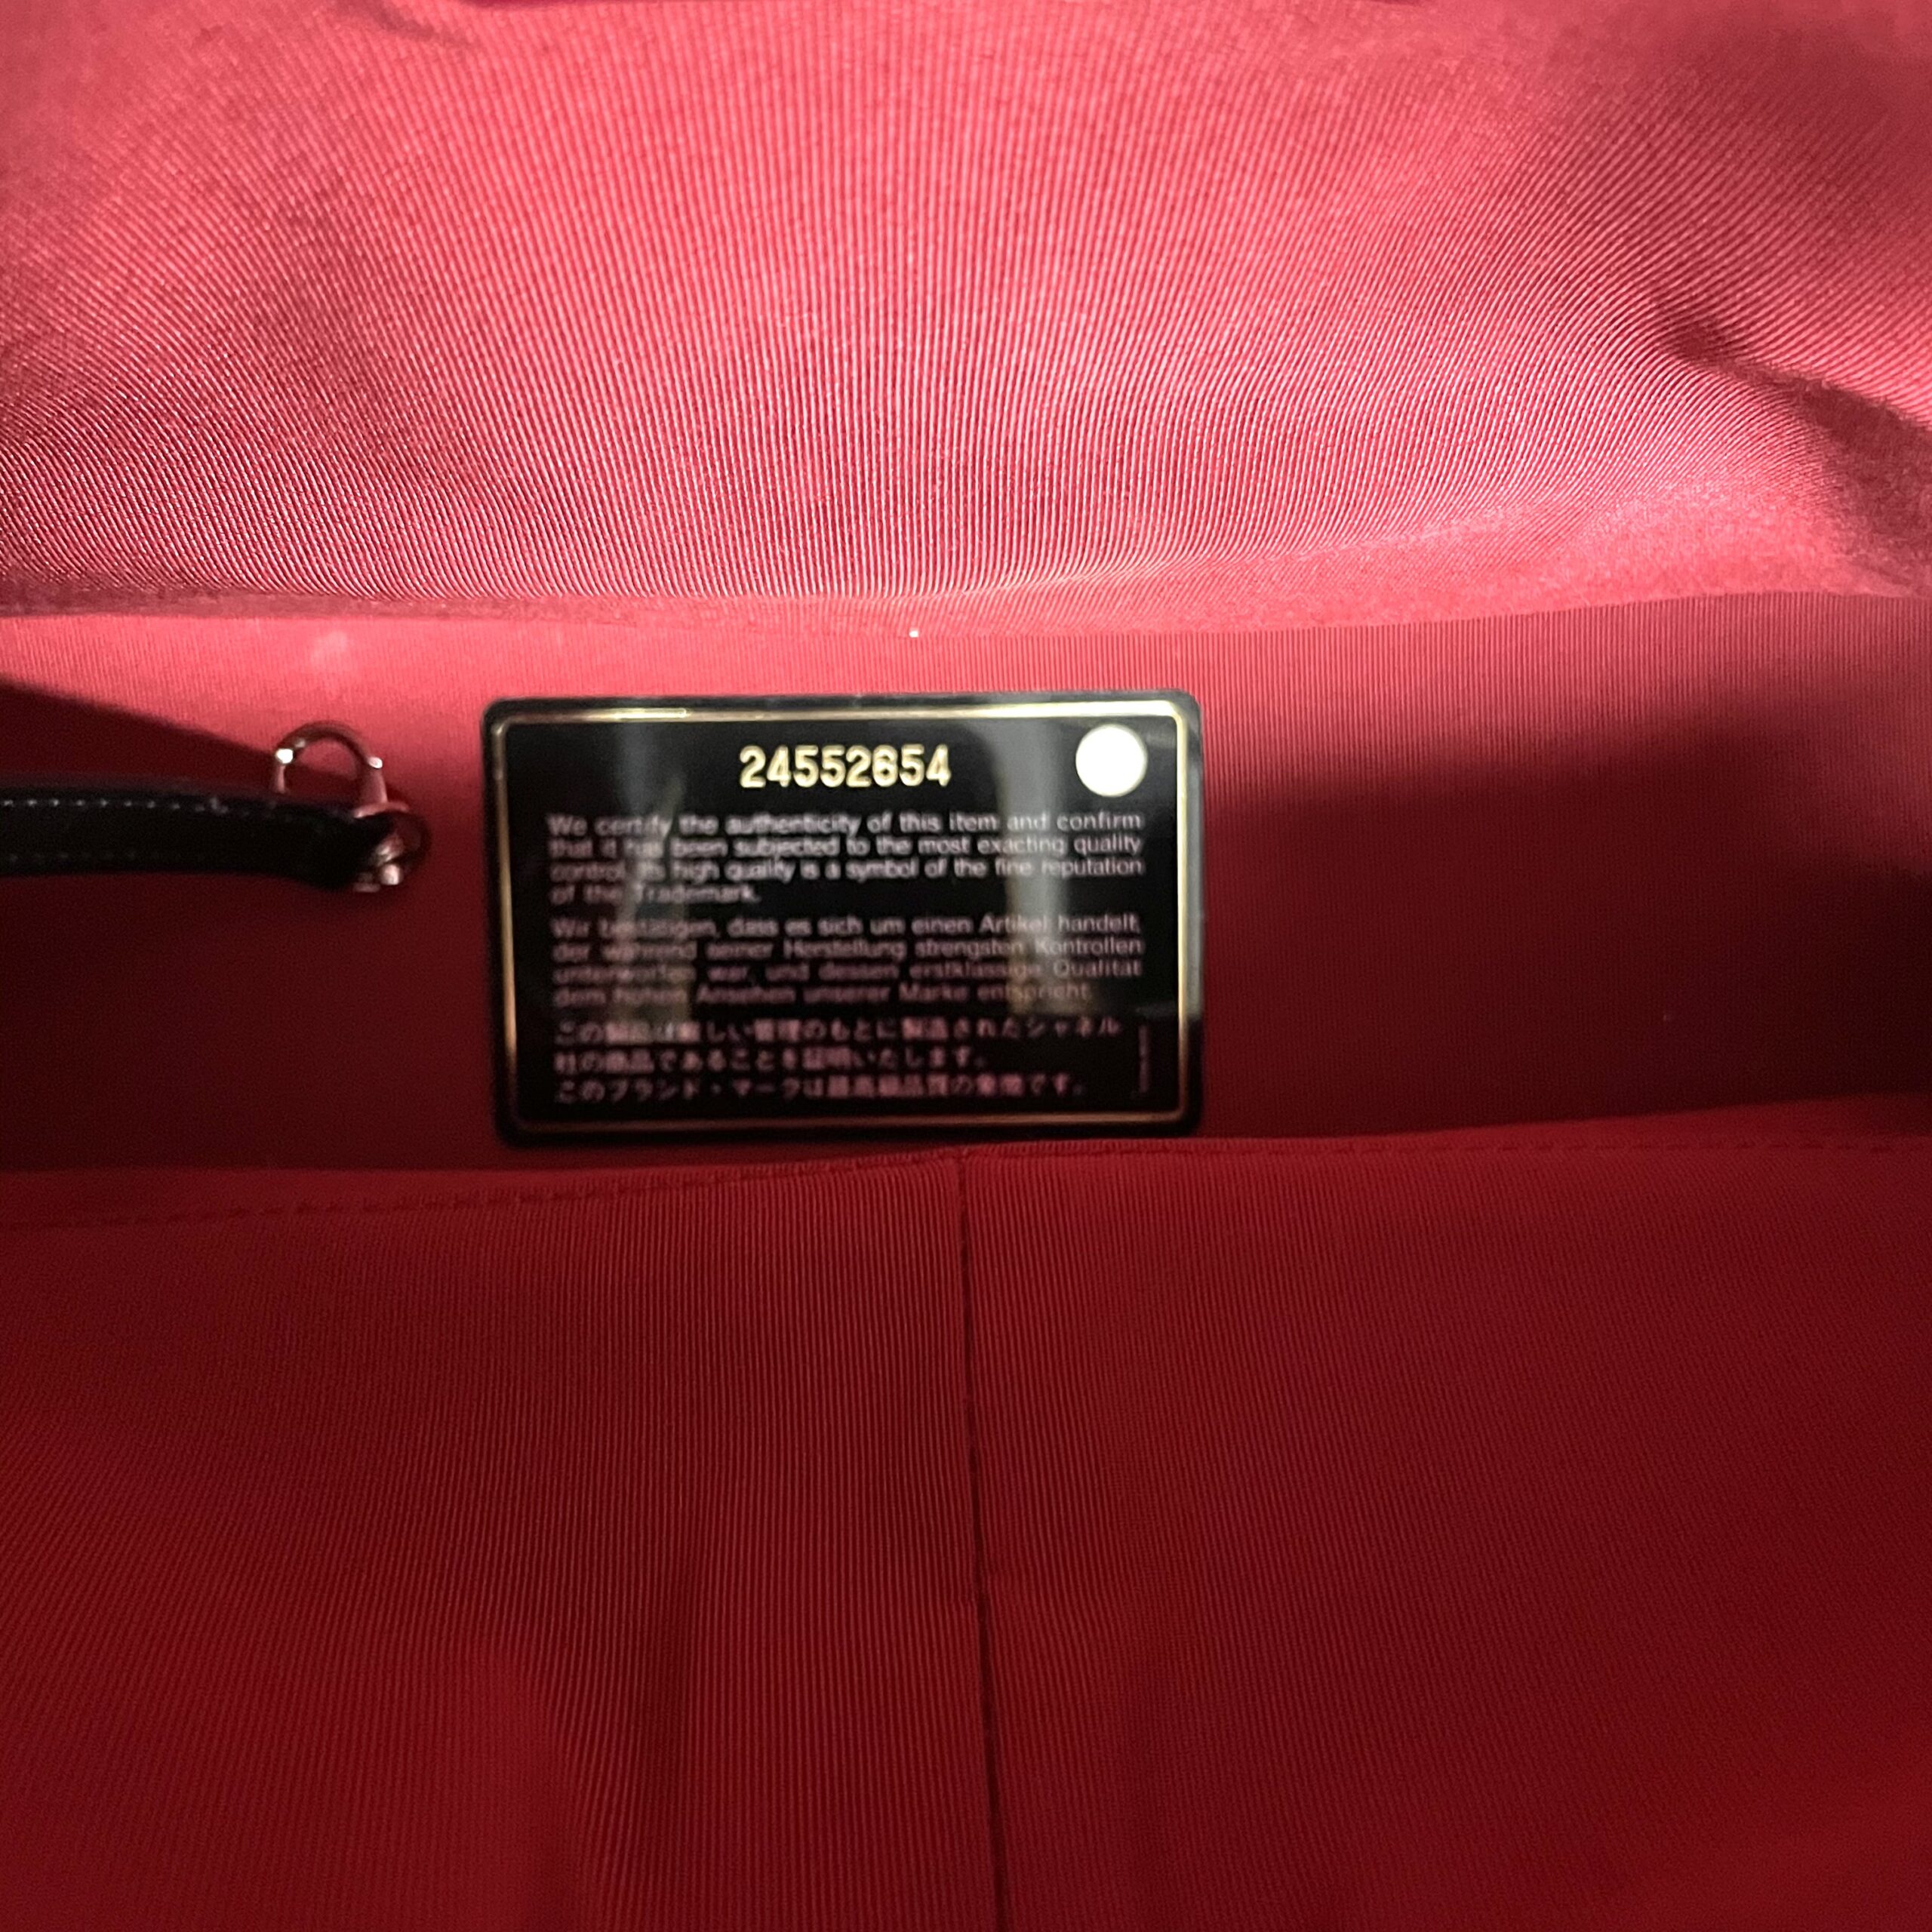 24552654
We certify the authenticity of this item and confirm
that it has been subjected to the most exacting quality
control. Its high quality is a symbol of the fine reputation
of the Trademark.
Wir bestätigen, dass es sich um einen Artikel handelt,
der während seiner Herstellung strengsten Kontrollen
unterworfen war, und dessen erstklassige Qualität
dem hohen Ansehen unserer Marke entspricht.
この製品は厳しい管理のもとに製造されたシャネル
社の商品であることを証明いたします。
このブランド・マークは最高級品質の象徴です。